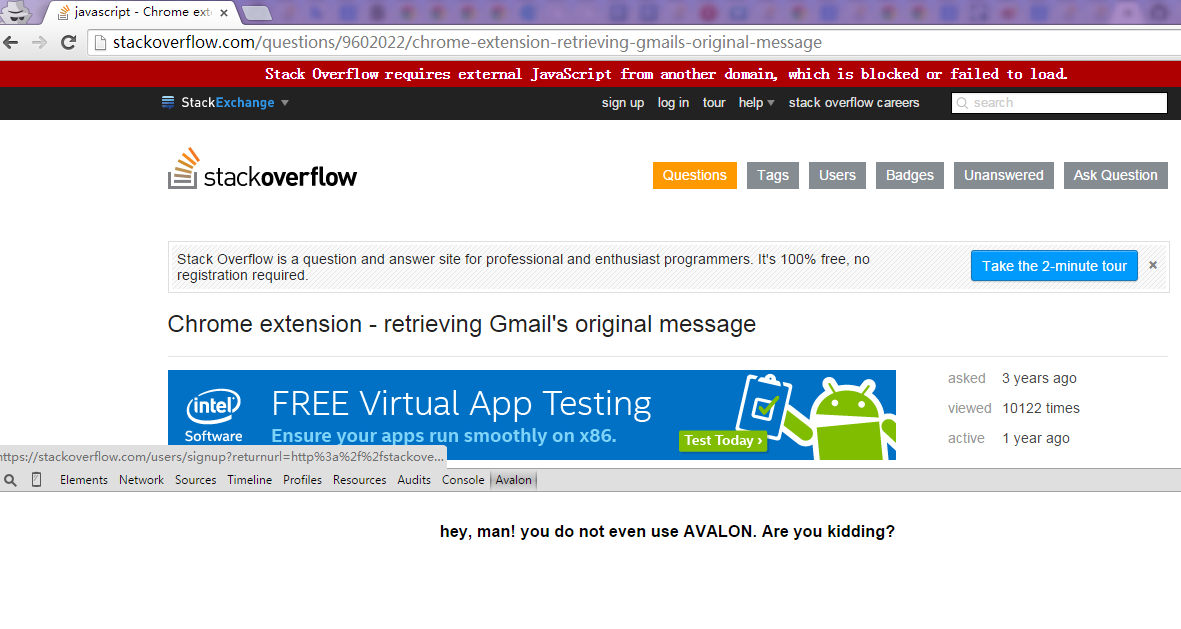 javascript - Chrome ext
stackoverflow.com/questions/9602022/chrome-extension-retrieving-gmails-original-message
Stack Overflow requires external JavaScript from another domain, which is blocked or failed to load.
StackExchange sign up log in tour help stack overflow careers search
stackoverflow Questions Tags Users Badges Unanswered Ask Question
Stack Overflow is a question and answer site for professional and enthusiast programmers. It's 100% free, no
registration required.
Take the 2-minute tour ×
Chrome extension - retrieving Gmail's original message
intel
Software
FREE Virtual App Testing
Ensure your apps run smoothly on x86.
Test Today ›
asked 3 years ago
viewed 10122 times
active 1 year ago
https://stackoverflow.com/users/signup?returnurl=http%3a%2f%2fstackove...
Elements Network Sources Timeline Profiles Resources Audits Console Avalon
hey, man! you do not even use AVALON. Are you kidding?